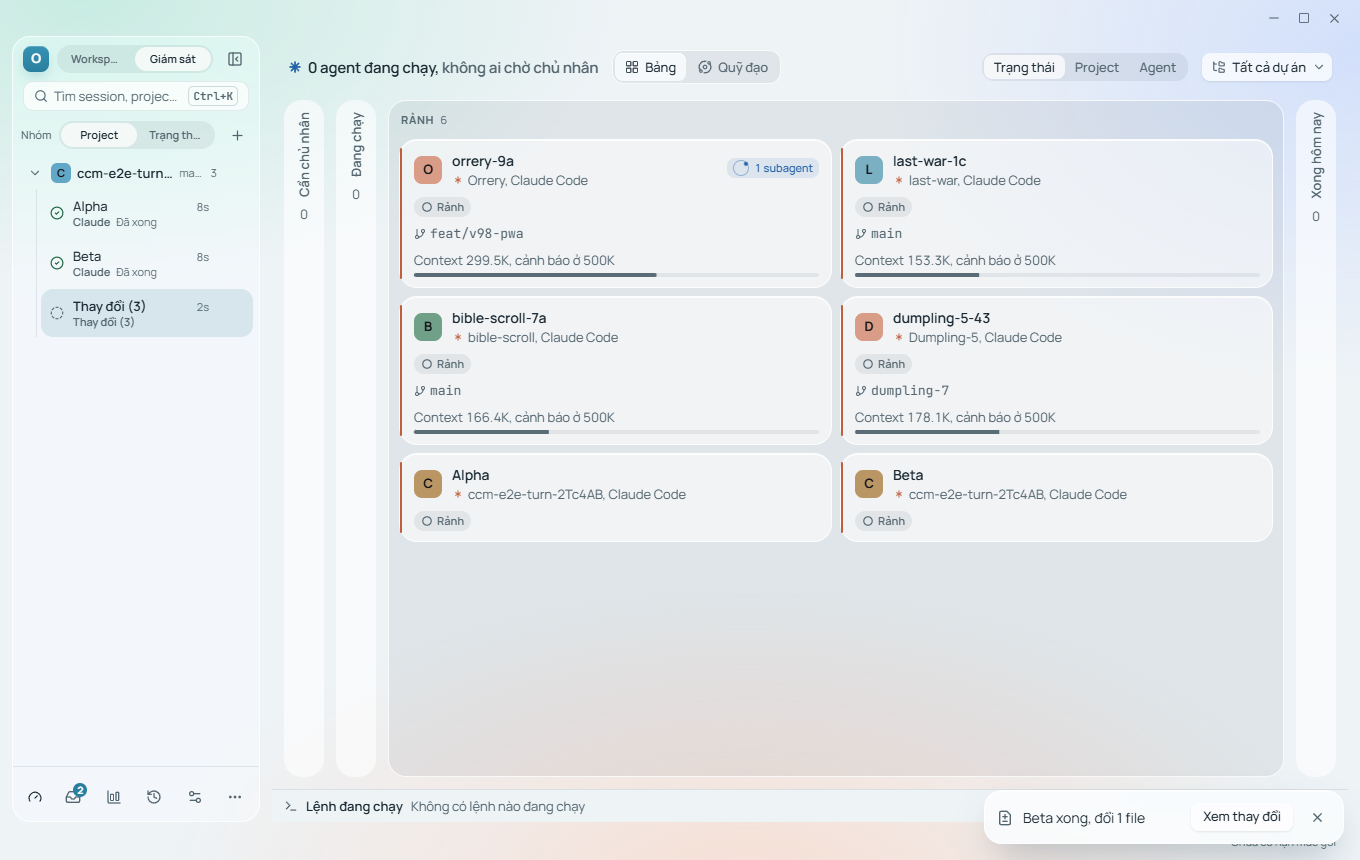 O
Worksp...
Giám sát
Tìm session, projec...
Ctrl+K
Nhóm
Project
Trạng th...
C
ccm-e2e-turn...
ma...
3
Alpha
8s
Claude Đã xong
Beta
8s
Claude Đã xong
Thay đổi (3)
2s
Thay đổi (3)
2
0 agent đang chạy, không ai chờ chủ nhân
Bảng
Quỹ đạo
Trạng thái
Project
Agent
Tất cả dự án
Cần chủ nhân
0
Đang chạy
0
RẢNH 6
O
orrery-9a
Orrery, Claude Code
1 subagent
Rảnh
feat/v98-pwa
Context 299.5K, cảnh báo ở 500K
L
last-war-1c
last-war, Claude Code
Rảnh
main
Context 153.3K, cảnh báo ở 500K
B
bible-scroll-7a
bible-scroll, Claude Code
Rảnh
main
Context 166.4K, cảnh báo ở 500K
D
dumpling-5-43
Dumpling-5, Claude Code
Rảnh
dumpling-7
Context 178.1K, cảnh báo ở 500K
C
Alpha
ccm-e2e-turn-2Tc4AB, Claude Code
Rảnh
C
Beta
ccm-e2e-turn-2Tc4AB, Claude Code
Rảnh
Xong hôm nay
0
Lệnh đang chạy
Không có lệnh nào đang chạy
Beta xong, đổi 1 file
Xem thay đổi